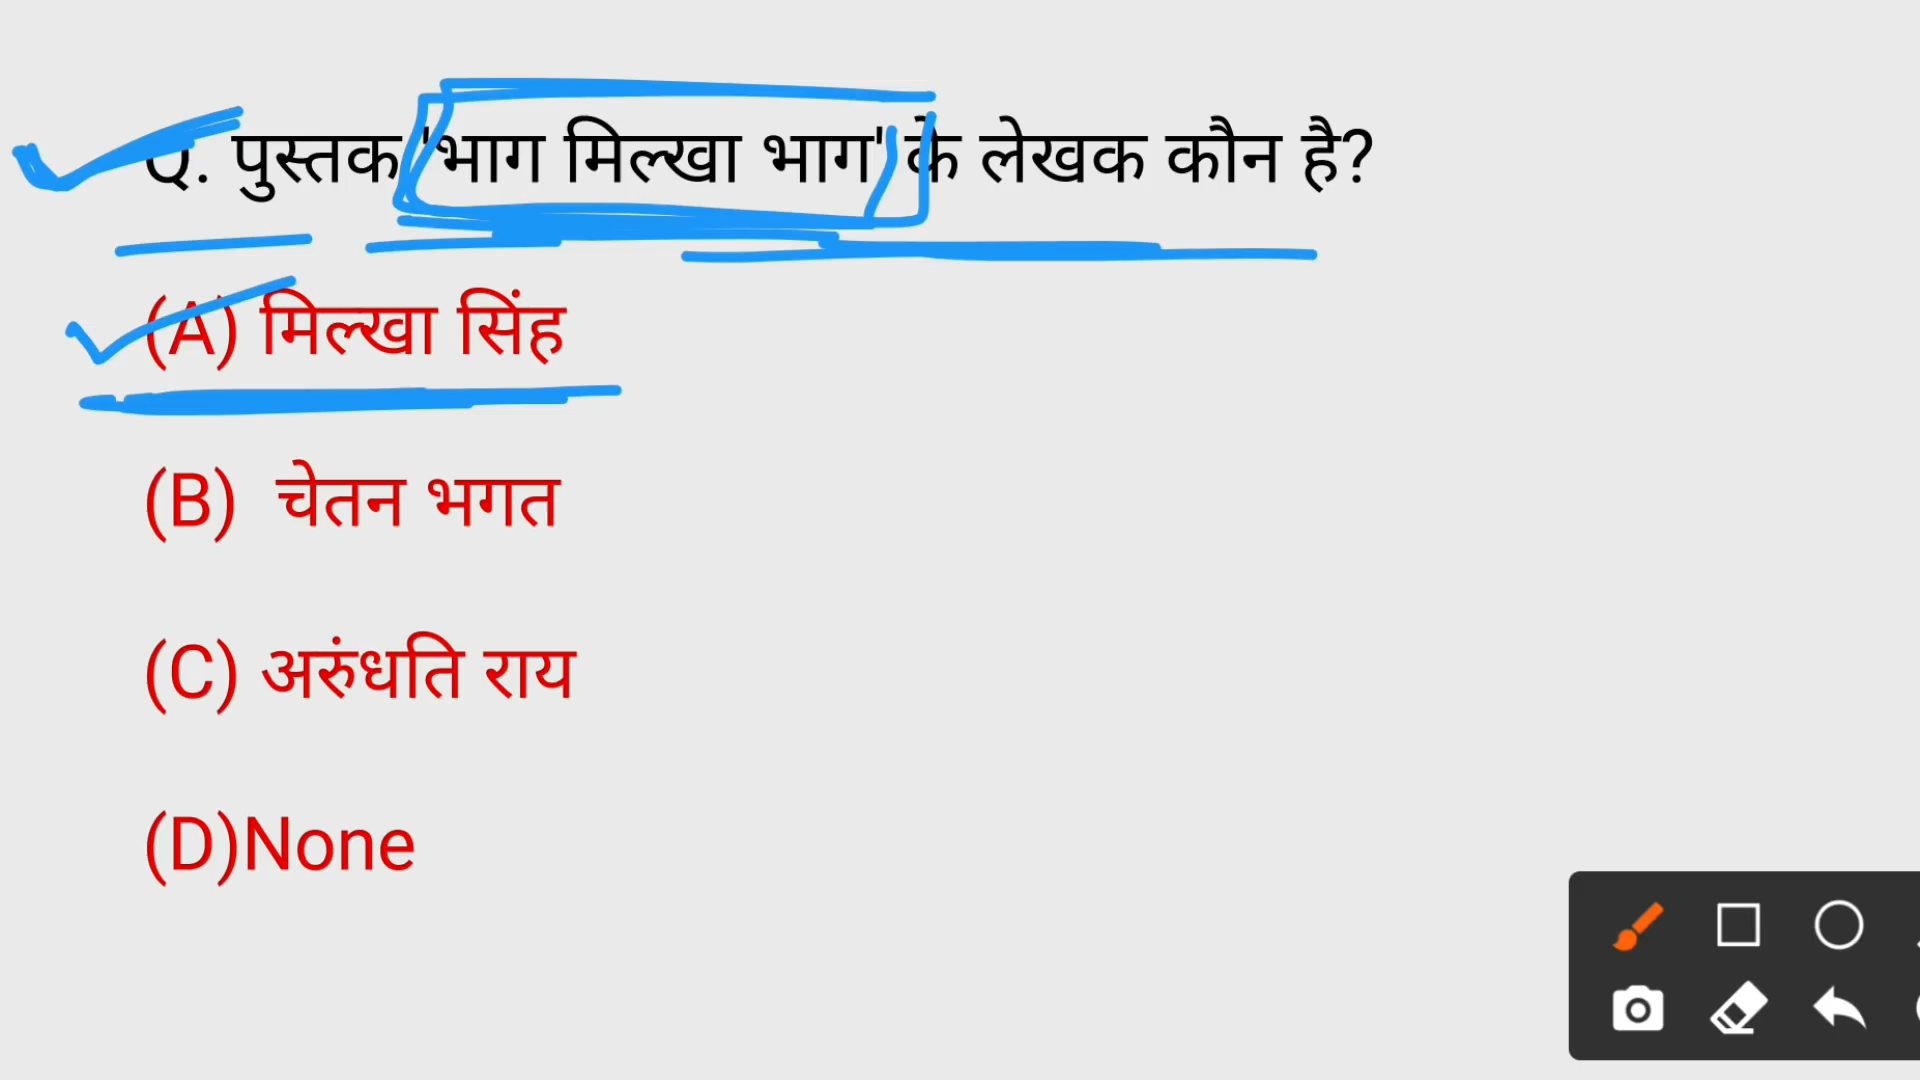 Q. पुस्तक 'भाग मिल्खा भाग' के लेखक कौन है?
(A) मिल्खा सिंह
(B) चेतन भगत
(C) अरुंधति राय
(D)None